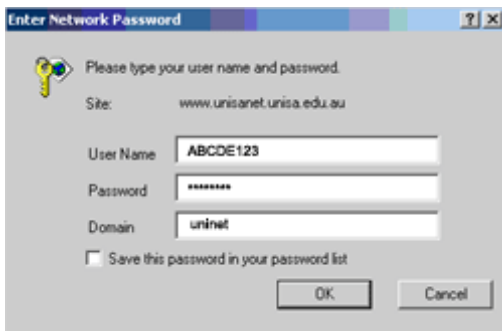 Enter Network Password
Please type your user name and password.
Site: www.unisanet.unisa.edu.au
User Name ABCDE123
Password ********
Domain uninet
Save this password in your password list
OK Cancel